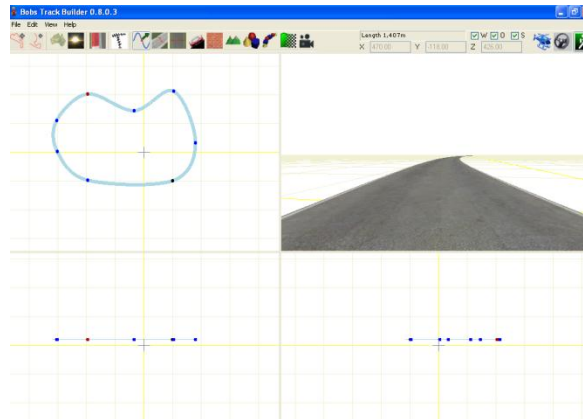 Bobs Track Builder 0.8.0.3
File Edit View Help
Length 1,407m
W O S
X 470.00 Y -118.00 Z 426.00